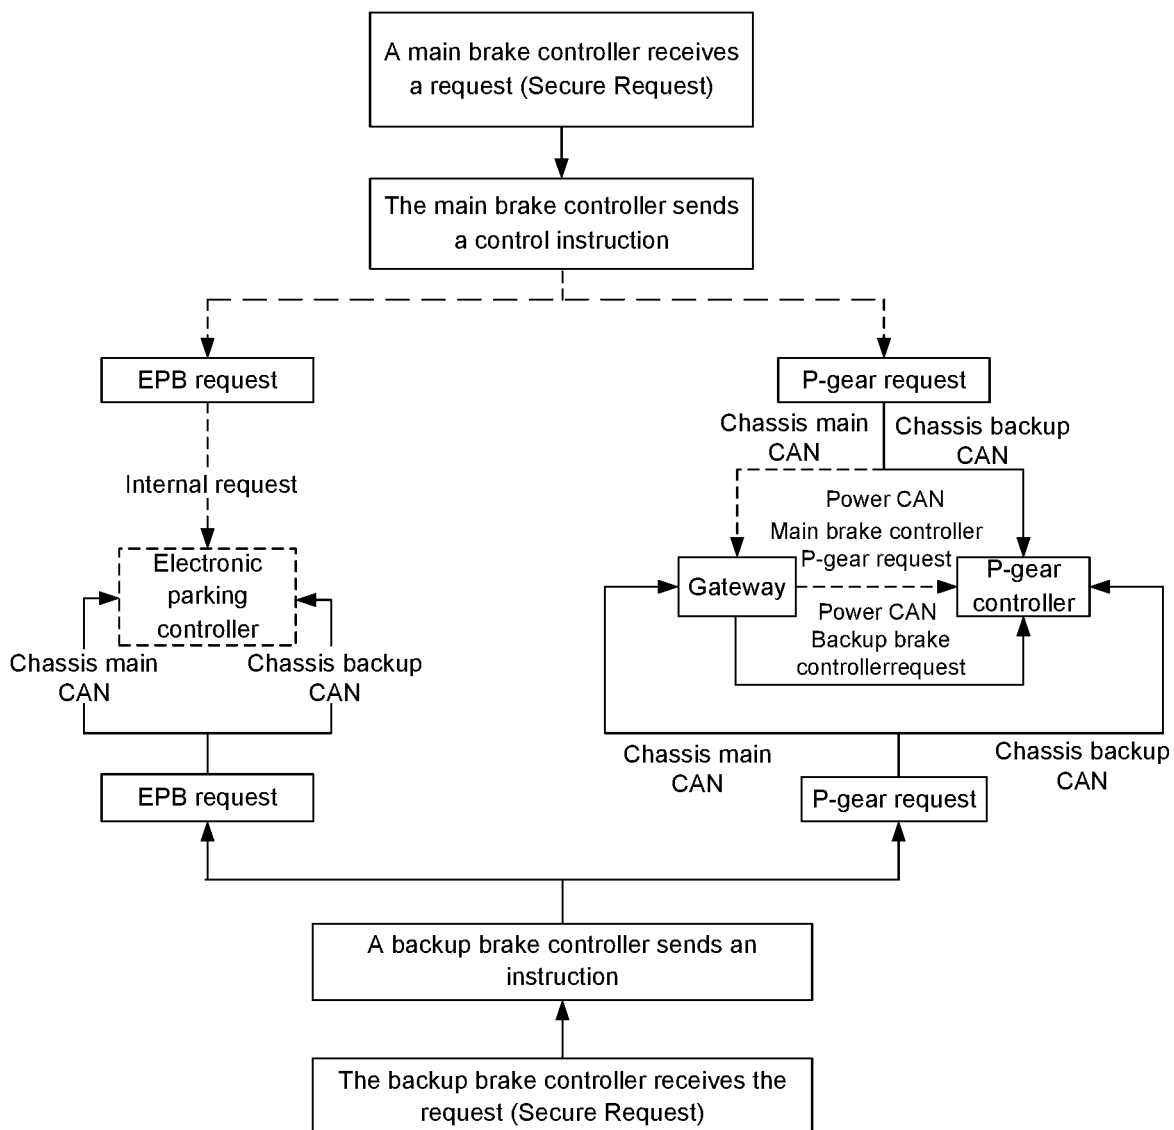 A main brake controller receives
a request (Secure Request)
The main brake controller sends
a control instruction
EPB request
P-gear request
Chassis main
CAN
Chassis backup
CAN
Internal request
Power CAN
Main brake controller
P-gear request
Electronic
parking
controller
Gateway
P-gear
controller
Power CAN
Backup brake
controllerrequest
Chassis main
CAN
Chassis backup
CAN
Chassis main
CAN
Chassis backup
CAN
EPB request
P-gear request
A backup brake controller sends an
instruction
The backup brake controller receives the
request (Secure Request)